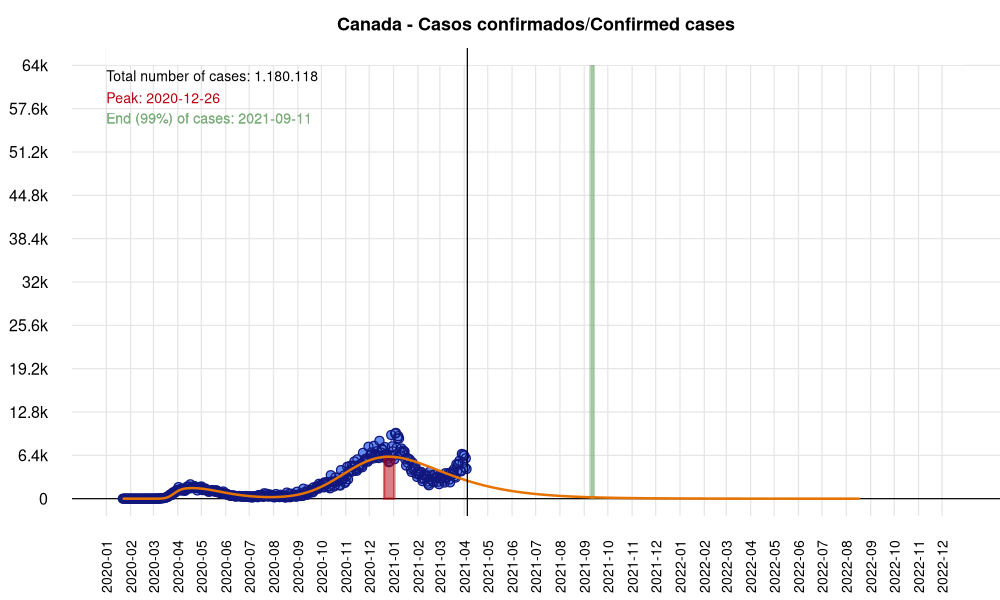 Canada - Casos confirmados/Confirmed cases
64k
57.6k
51.2k
44.8k
38.4k
32k
25.6k
19.2k
12.8k
6.4k
0
Total number of cases: 1.180.118
Peak: 2020-12-26
End (99%) of cases: 2021-09-11
2020-01
2020-02
2020-03
2020-04
2020-05
2020-06
2020-07
2020-08
2020-09
2020-10
2020-11
2020-12
2021-01
2021-02
2021-03
2021-04
2021-05
2021-06
2021-07
2021-08
2021-09
2021-10
2021-11
2021-12
2022-01
2022-02
2022-03
2022-04
2022-05
2022-06
2022-07
2022-08
2022-09
2022-10
2022-11
2022-12